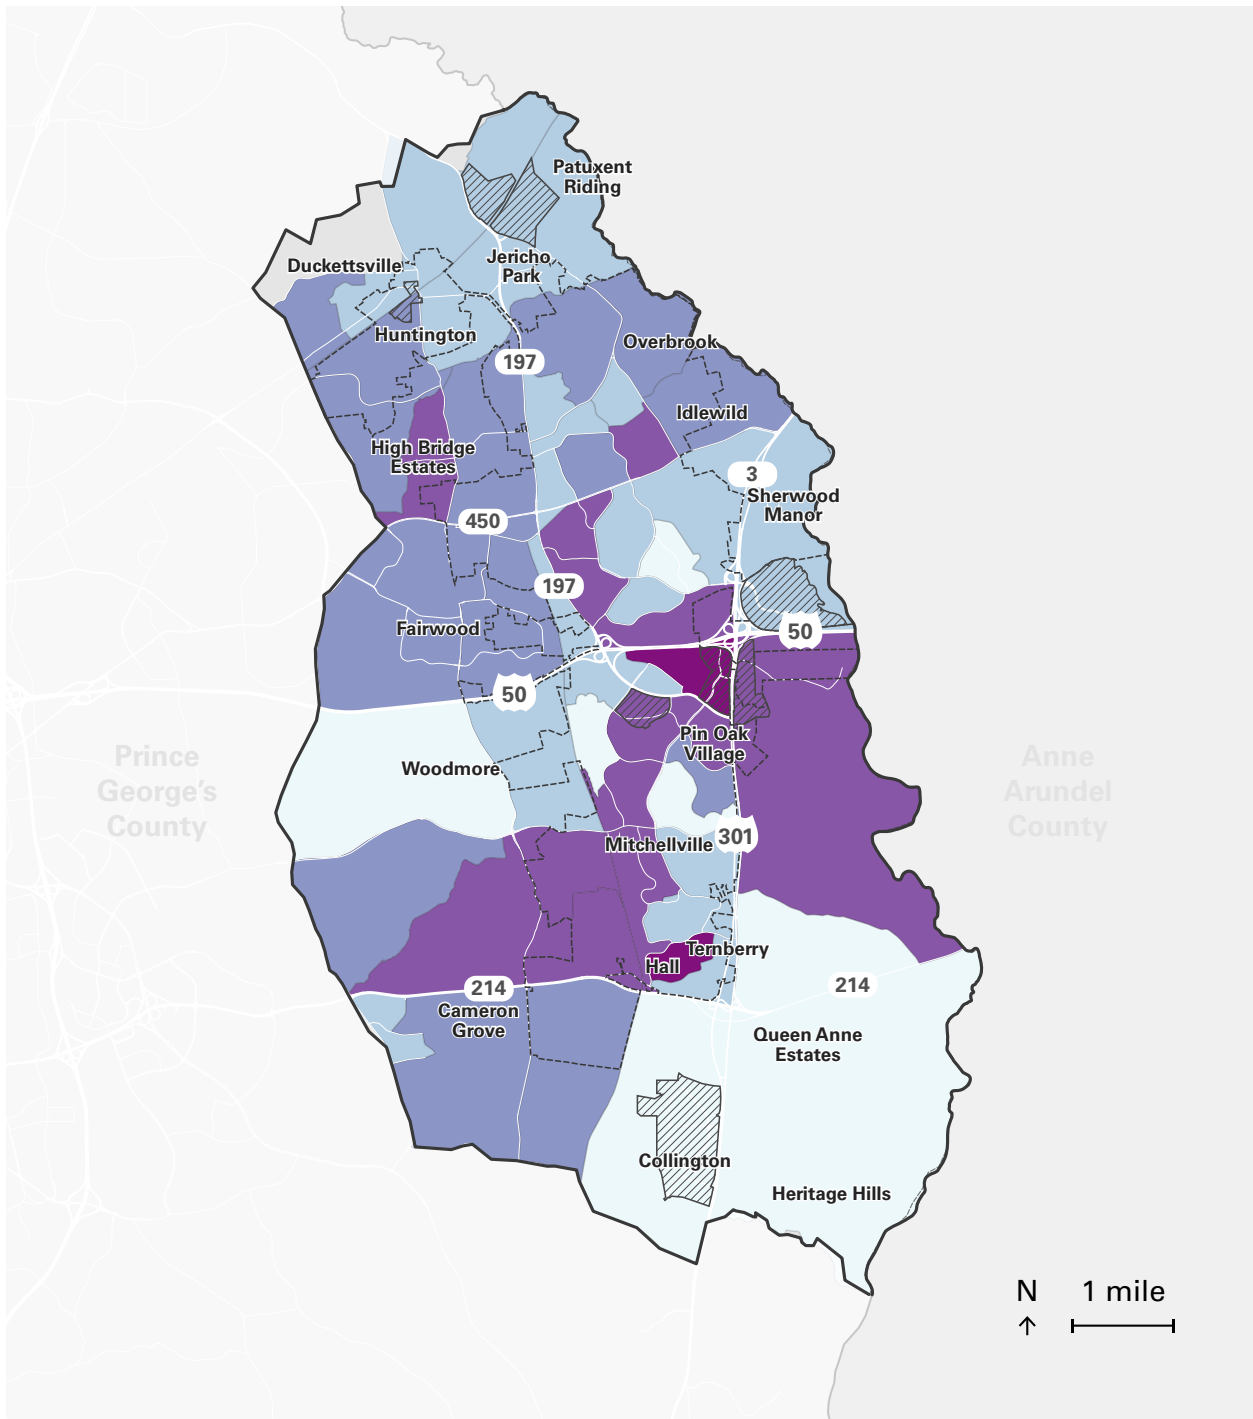 Patuxent
Riding
Jericho
Park
Duckettsville
Huntington
Overbrook
197
Idlewild
High Bridge
Estates
3
Sherwood
Manor
450
197
Fairwood
50
50
Pin Oak
Village
Prince
George's
County
Woodmore
Anne
Arundel
County
Mitchellville
301
Ternberry
Hall
214
214
Cameron
Grove
Queen Anne
Estates
Collington
Heritage Hills
N
1 mile